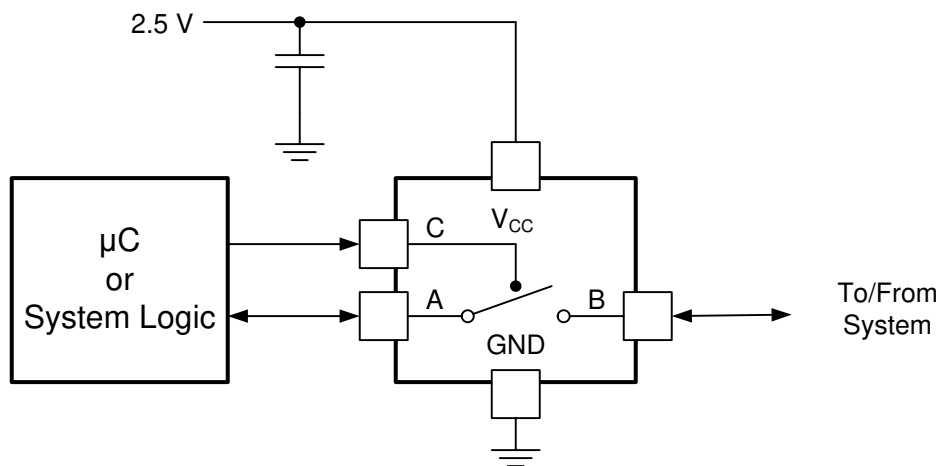 2.5 V
µC
or
System Logic
C
VCC
A
B
GND
To/From
System